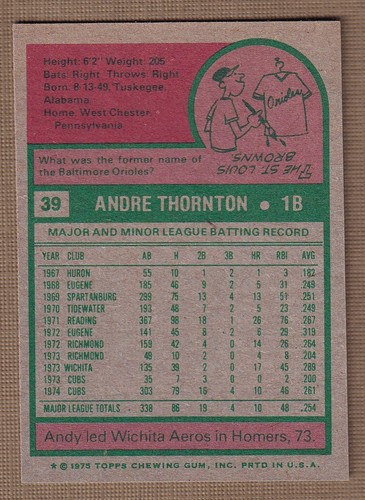 Height: 6'2" Weight: 205
Bats: Right Throws: Right
Born: 8-13-49, Tuskegee,
Alabama
Home: West Chester,
Pennsylvania
Orioles
What was the former name of
the Baltimore Orioles?
THE ST. LOUIS
BROWNS.
39 ANDRE THORNTON • 1B
MAJOR AND MINOR LEAGUE BATTING RECORD
YEAR CLUB AB H 2B 3B HR RBI AVG
1967 HURON 55 10 1 2 1 3 .182
1968 EUGENE 185 46 9 2 5 31 .249
1969 SPARTANBURG 299 75 13 4 13 51 .251
1970 TIDEWATER 193 48 7 2 5 23 .249
1971 READING 367 98 18 1 26 76 .267
1972 EUGENE 141 45 8 6 29 .319
1972 RICHMOND 159 42 4 0 14 26 .264
1973 RICHMOND 49 10 2 0 4 8 .204
1973 WICHITA 135 39 0 17 45 .289
1973 CUBS 35 7 3 0 0 2 .200
1974 CUBS 303 79 16 4 10 46 .261
MAJOR LEAGUE TOTALS 338 86 19 4 10 48 .254
Andy led Wichita Aeros in Homers, 73.
* © 1975 TOPPS CHEWING GUM, INC. PRTD IN U.S.A.